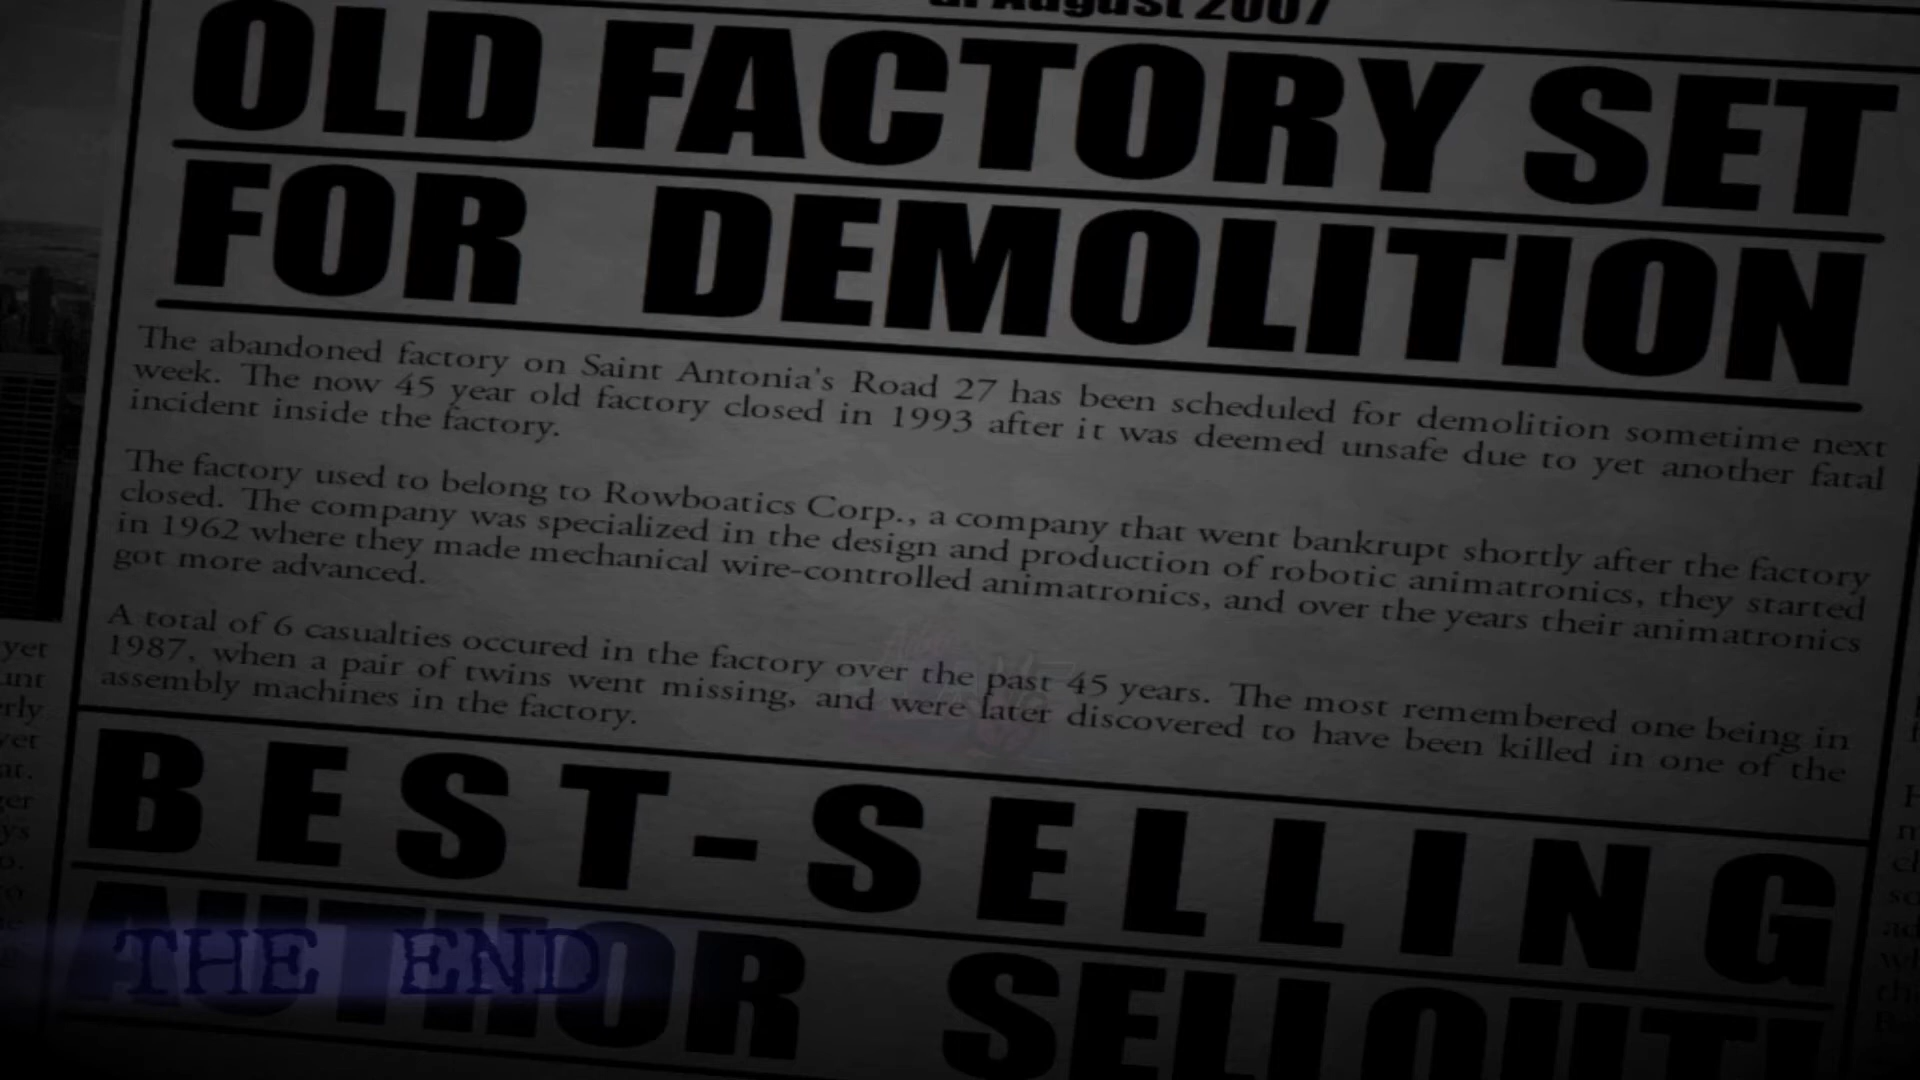 August 2007
OLD FACTORY SET
FOR DEMOLITION
The abandoned factory on Saint Antonia's Road 27 has been scheduled for demolition sometime next
week. The now 45 year old factory closed in 1993 after it was deemed unsafe due to yet another fatal
incident inside the factory.
The factory used to belong to Rowboatics Corp., a company that went bankrupt shortly after the factory
closed. The company was specialized in the design and production of robotic animatronics, they started
in 1962 where they made mechanical wire-controlled animatronics, and over the years their animatronics
got more advanced.
A total of 6 casualties occured in the factory over the past 45 years. The most remembered one being in
1987, when a pair of twins went missing, and were later discovered to have been killed in one of the
assembly machines in the factory.
BEST-SELLING
AUTHOR SELLOUT!
THE END
yet